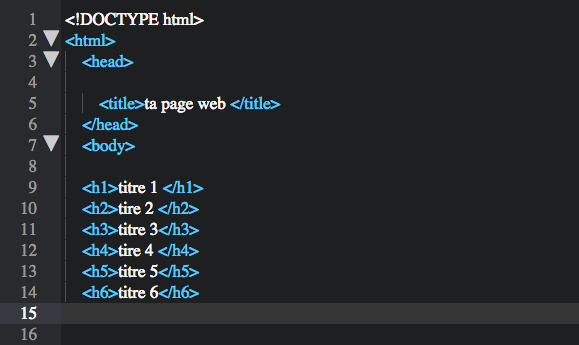 1 <!DOCTYPE html>
2 <html>
3 <head>
4
5 <title>ta page web </title>
6 </head>
7 <body>
8
9 <h1>titre 1 </h1>
10 <h2>tire 2 </h2>
11 <h3>titre 3</h3>
12 <h4>tire 4 </h4>
13 <h5>titre 5</h5>
14 <h6>titre 6</h6>
15
16